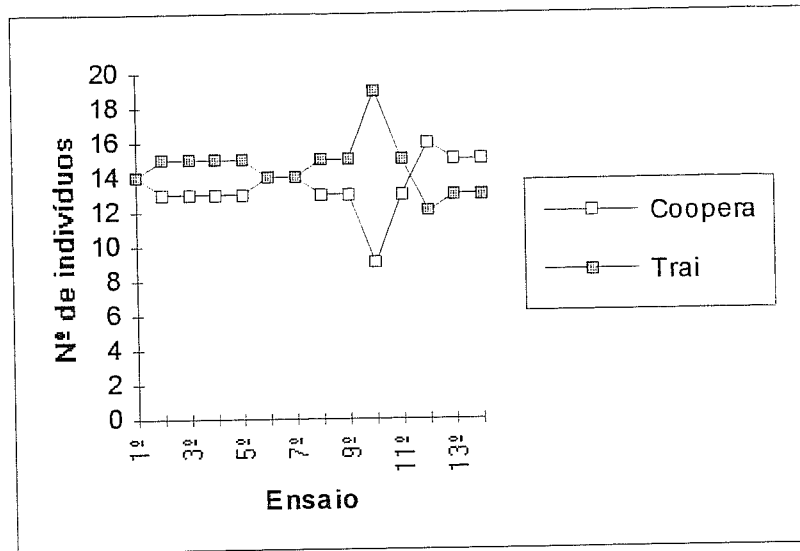 20
18
16
14
12
10
8
6
4
2
0
Nº de indivíduos
1º
3º
5º
7º
9º
11º
13º
Ensaio
Coopera
Trai